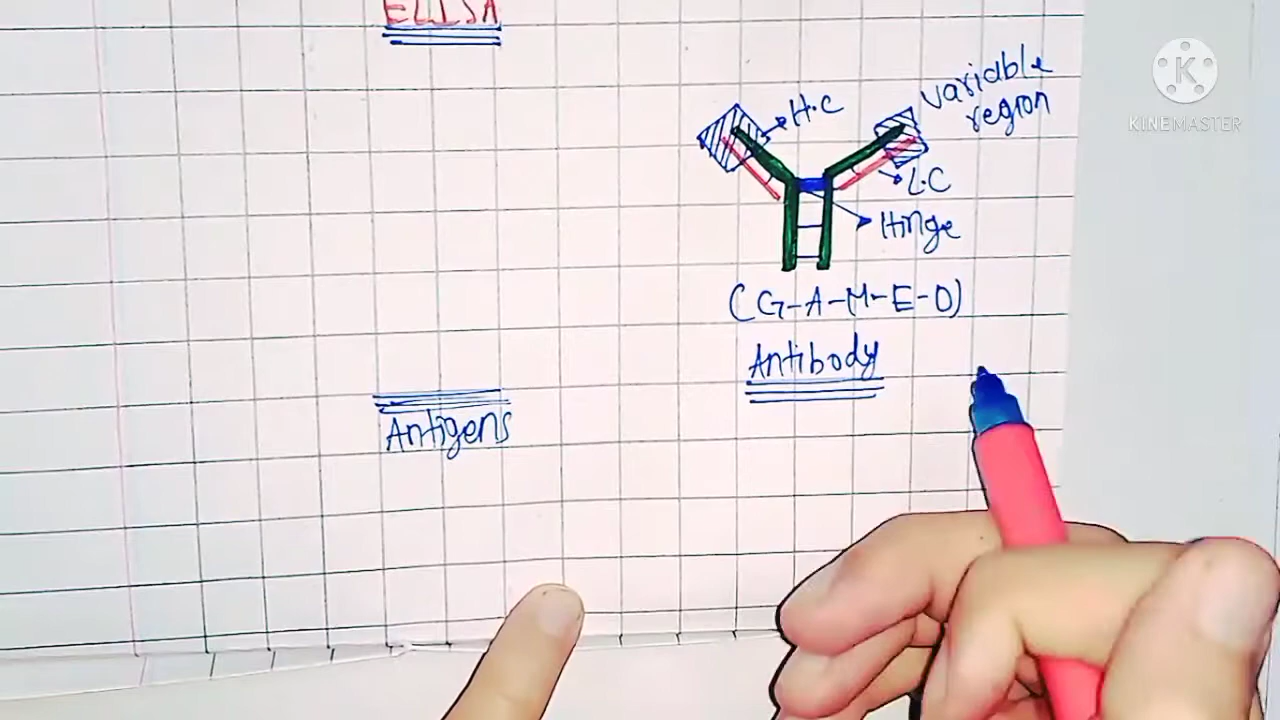 ELISA
K
KINEMASTER
variable
region
H.C
L.C
Hinge
(G-A-M-E-D)
Antibody
Antigens